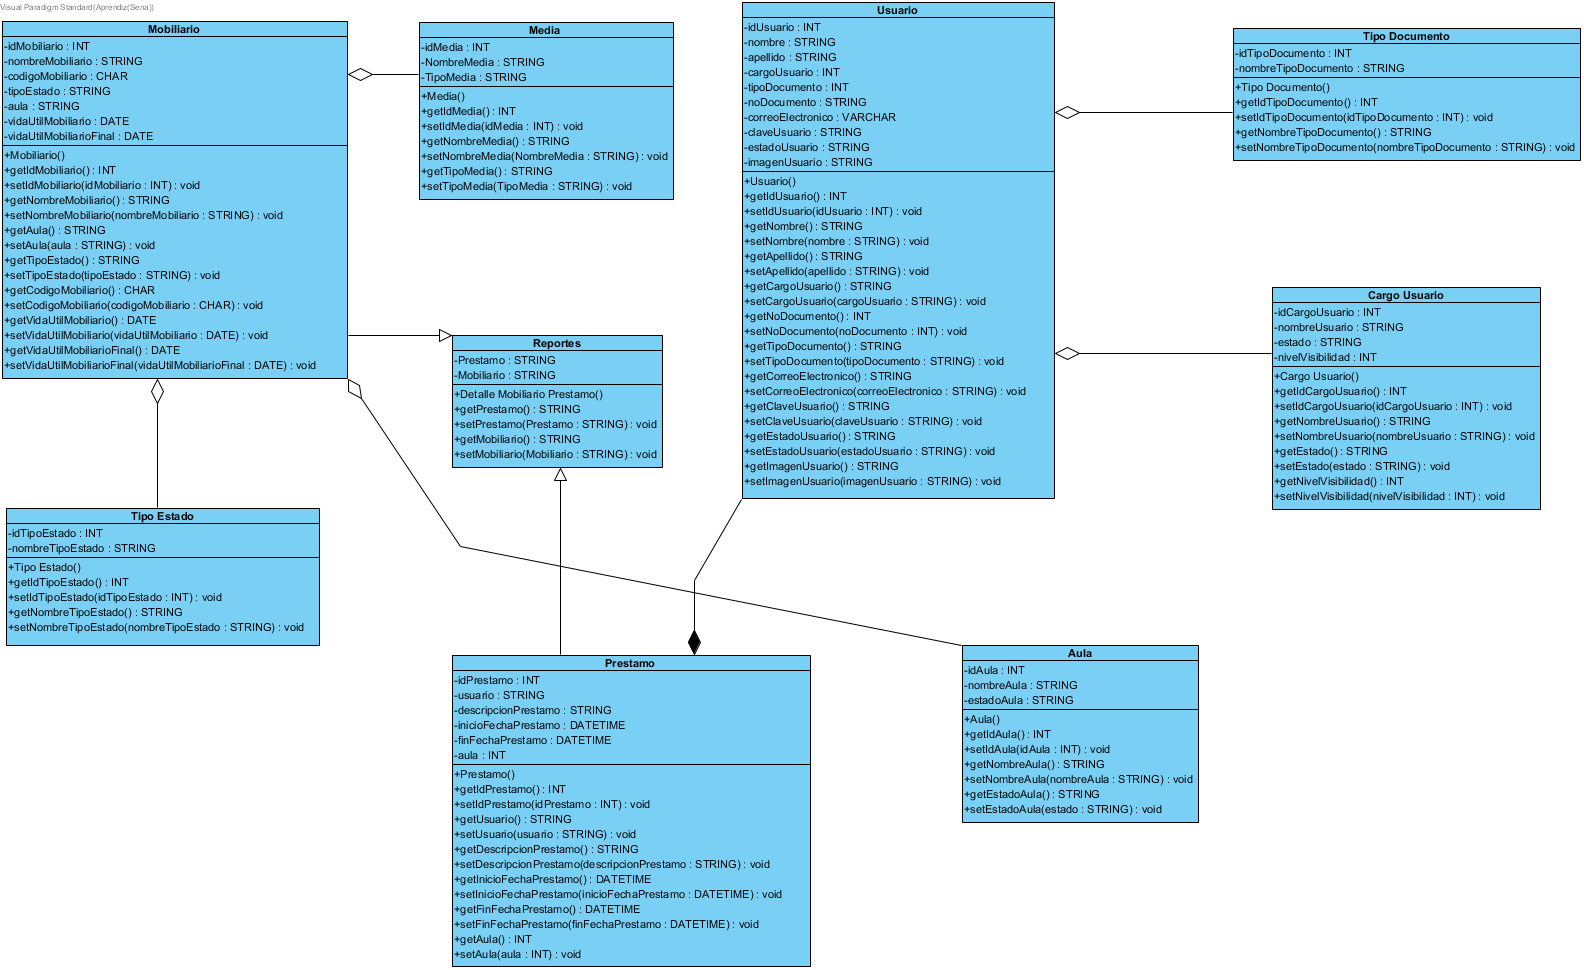 Visual Paradigm Standard(Aprendiz(Sena))
Mobiliario
-idMobiliario : INT
-nombreMobiliario : STRING
-codigoMobiliario : CHAR
-tipoEstado : STRING
-aula : STRING
-vidaUtilMobiliario : DATE
-vidaUtilMobiliarioFinal : DATE
+Mobiliario()
+getIdMobiliario() : INT
+setIdMobiliario(idMobiliario : INT) : void
+getNombreMobiliario() : STRING
+setNombreMobiliario(nombreMobiliario : STRING) : void
+getAula() : STRING
+setAula(aula : STRING) : void
+getTipoEstado() : STRING
+setTipoEstado(tipoEstado : STRING) : void
+getCodigoMobiliario() : CHAR
+setCodigoMobiliario(codigoMobiliario : CHAR) : void
+getVidaUtilMobiliario() : DATE
+setVidaUtilMobiliario(vidaUtilMobiliario : DATE) : void
+getVidaUtilMobiliarioFinal() : DATE
+setVidaUtilMobiliarioFinal(vidaUtilMobiliarioFinal : DATE) : void
Media
-idMedia : INT
-NombreMedia : STRING
-TipoMedia : STRING
+Media()
+getIdMedia() : INT
+setIdMedia(idMedia : INT) : void
+getNombreMedia() : STRING
+setNombreMedia(NombreMedia : STRING) : void
+getTipoMedia() : STRING
+setTipoMedia(TipoMedia : STRING) : void
Usuario
-idUsuario : INT
-nombre : STRING
-apellido : STRING
-cargoUsuario : INT
-tipoDocumento : INT
-noDocumento : STRING
-correoElectronico : VARCHAR
-claveUsuario : STRING
-estadoUsuario : STRING
-imagenUsuario : STRING
+Usuario()
+getIdUsuario() : INT
+setIdUsuario(idUsuario : INT) : void
+getNombre() : STRING
+setNombre(nombre : STRING) : void
+getApellido() : STRING
+setApellido(apellido : STRING) : void
+getCargoUsuario() : STRING
+setCargoUsuario(cargoUsuario : STRING) : void
+getNoDocumento() : INT
+setNoDocumento(noDocumento : INT) : void
+getTipoDocumento() : STRING
+setTipoDocumento(tipoDocumento : STRING) : void
+getCorreoElectronico() : STRING
+setCorreoElectronico(correoElectronico : STRING) : void
+getClaveUsuario() : STRING
+setClaveUsuario(claveUsuario : STRING) : void
+getEstadoUsuario() : STRING
+setEstadoUsuario(estadoUsuario : STRING) : void
+getImagenUsuario() : STRING
+setImagenUsuario(imagenUsuario : STRING) : void
Tipo Documento
-idTipoDocumento : INT
-nombreTipoDocumento : STRING
+Tipo Documento()
+getIdTipoDocumento() : INT
+setIdTipoDocumento(idTipoDocumento : INT) : void
+getNombreTipoDocumento() : STRING
+setNombreTipoDocumento(nombreTipoDocumento : STRING) : void
Cargo Usuario
-idCargoUsuario : INT
-nombreUsuario : STRING
-estado : STRING
-nivelVisibilidad : INT
+Cargo Usuario()
+getIdCargoUsuario() : INT
+setIdCargoUsuario(idCargoUsuario : INT) : void
+getNombreUsuario() : STRING
+setNombreUsuario(nombreUsuario : STRING) : void
+getEstado() : STRING
+setEstado(estado : STRING) : void
+getNivelVisibilidad() : INT
+setNivelVisibilidad(nivelVisibilidad : INT) : void
Reportes
-Prestamo : STRING
-Mobiliario : STRING
+Detalle Mobiliario Prestamo()
+getPrestamo() : STRING
+setPrestamo(Prestamo : STRING) : void
+getMobiliario() : STRING
+setMobiliario(Mobiliario : STRING) : void
Tipo Estado
-idTipoEstado : INT
-nombreTipoEstado : STRING
+Tipo Estado()
+getIdTipoEstado() : INT
+setIdTipoEstado(idTipoEstado : INT) : void
+getNombreTipoEstado() : STRING
+setNombreTipoEstado(nombreTipoEstado : STRING) : void
Prestamo
-idPrestamo : INT
-usuario : STRING
-descripcionPrestamo : STRING
-inicioFechaPrestamo : DATETIME
-finFechaPrestamo : DATETIME
-aula : INT
+Prestamo()
+getIdPrestamo() : INT
+setIdPrestamo(idPrestamo : INT) : void
+getUsuario() : STRING
+setUsuario(usuario : STRING) : void
+getDescripcionPrestamo() : STRING
+setDescripcionPrestamo(descripcionPrestamo : STRING) : void
+getInicioFechaPrestamo() : DATETIME
+setInicioFechaPrestamo(inicioFechaPrestamo : DATETIME) : void
+getFinFechaPrestamo() : DATETIME
+setFinFechaPrestamo(finFechaPrestamo : DATETIME) : void
+getAula() : INT
+setAula(aula : INT) : void
Aula
-idAula : INT
-nombreAula : STRING
-estadoAula : STRING
+Aula()
+getIdAula() : INT
+setIdAula(idAula : INT) : void
+getNombreAula() : STRING
+setNombreAula(nombreAula : STRING) : void
+getEstadoAula() : STRING
+setEstadoAula(estado : STRING) : void